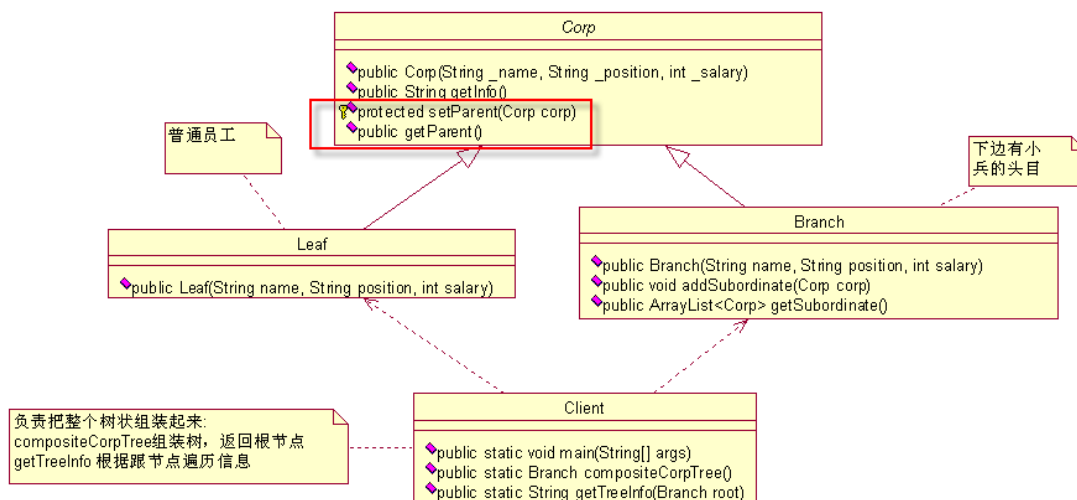 Corp
public Corp(String _name, String _position, int _salary)
public String getInfo()
protected setParent(Corp corp)
public getParent()
普通员工
下边有小
兵的头目
Leaf
public Leaf(String name, String position, int salary)
Branch
public Branch(String name, String position, int salary)
public void addSubordinate(Corp corp)
public ArrayList<Corp> getSubordinate()
负责把整个树状组装起来:
compositeCorpTree组装树，返回根节点
getTreeInfo 根据跟节点遍历信息
Client
public static void main(String[] args)
public static Branch compositeCorpTree()
public static String getTreeInfo(Branch root)